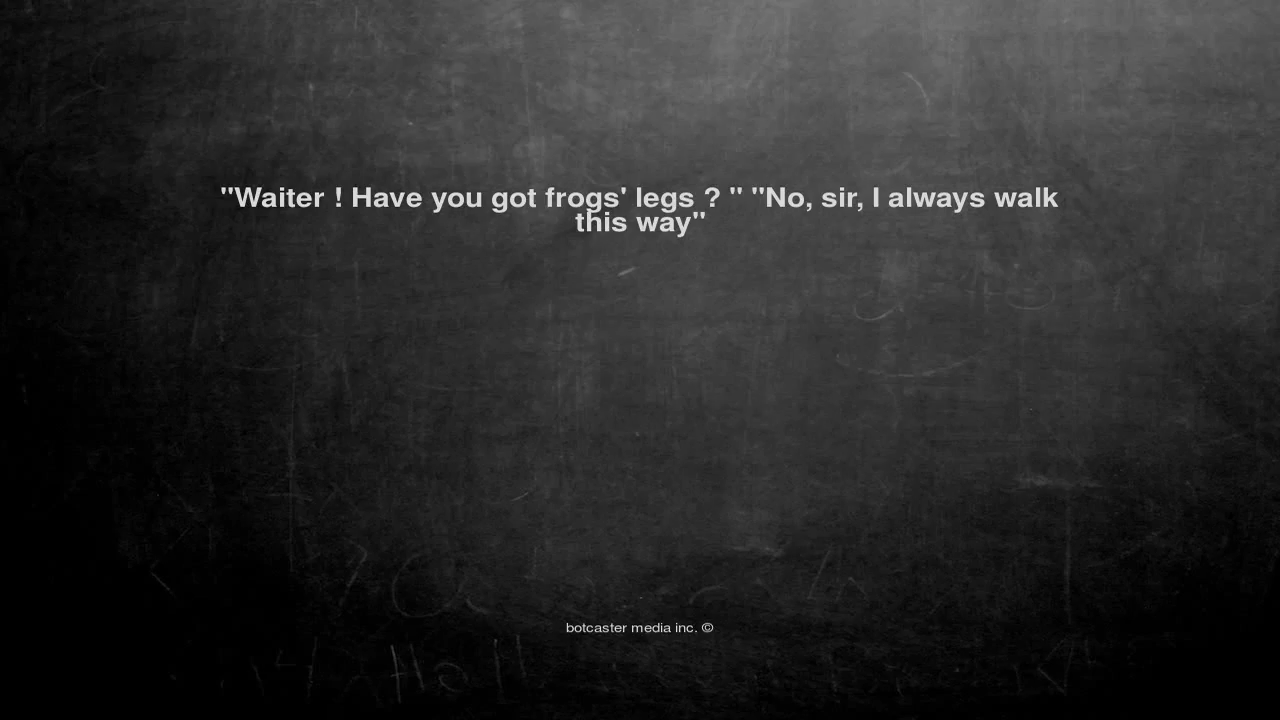 "Waiter ! Have you got frogs' legs ? " "No, sir, I always walk
this way"
botcaster media inc. ©